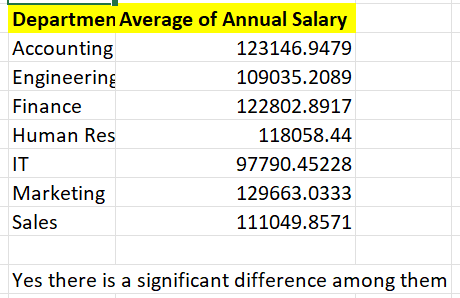 Departmen Average of Annual Salary
Accounting 123146.9479
Engineering 109035.2089
Finance 122802.8917
Human Res 118058.44
IT 97790.45228
Marketing 129663.0333
Sales 111049.8571
Yes there is a significant difference among them